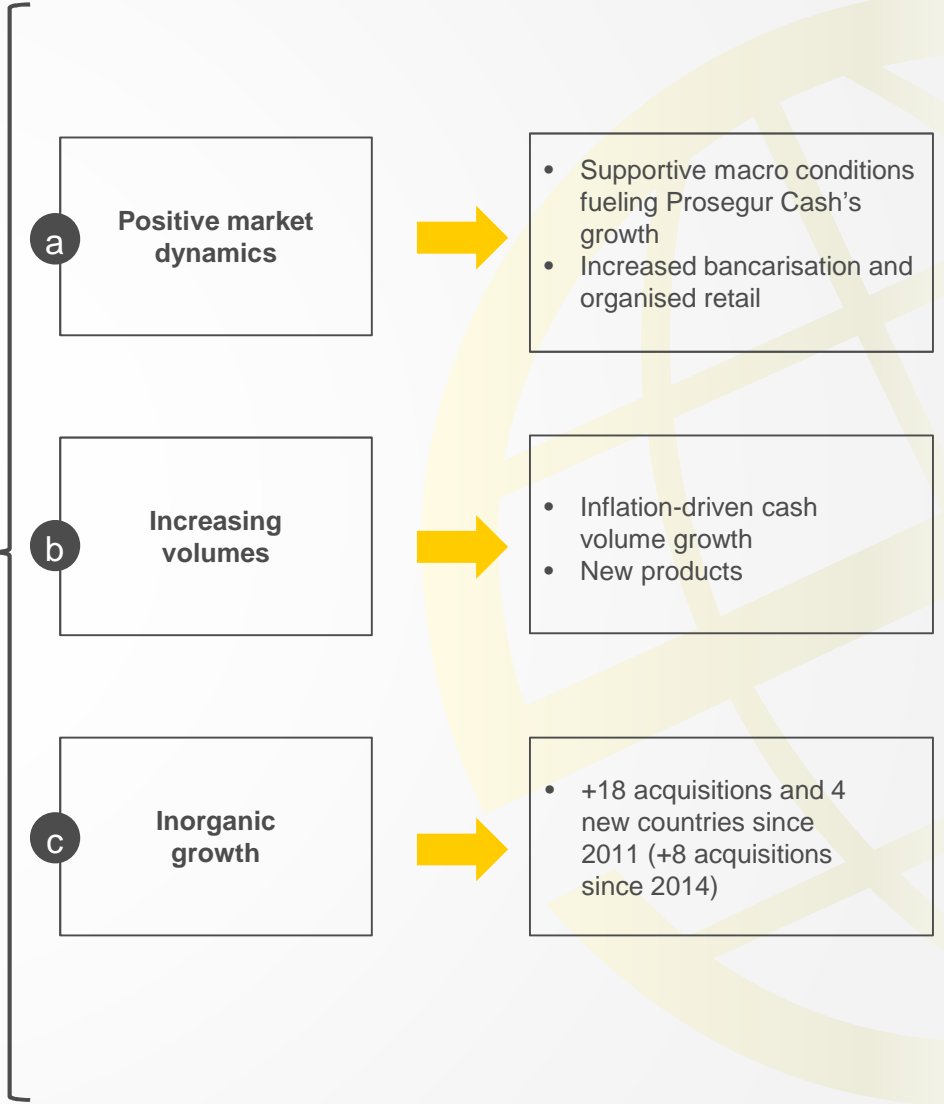 a
Positive market
dynamics
• Supportive macro conditions
fueling Prosegur Cash's
growth
• Increased bancarisation and
organised retail
b
Increasing
volumes
• Inflation-driven cash
volume growth
• New products
c
Inorganic
growth
• +18 acquisitions and 4
new countries since
2011 (+8 acquisitions
since 2014)